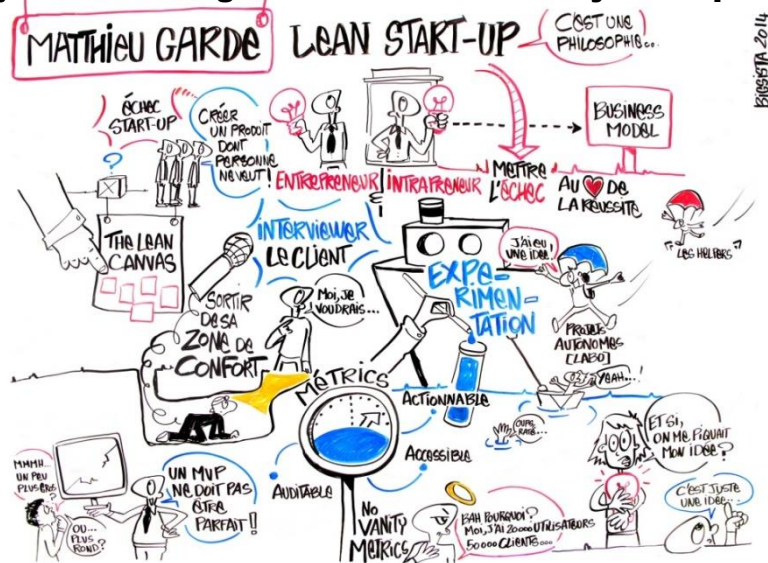 MATTHIEU GARDE
LEAN START-UP
C'EST UNE
PHILOSOPHIE...
BIGSISTA 2014
ÉCHEC
START-UP
CRÉER
UN PRODUIT
DONT
PERSONNE
NE VEUT!
?
ENTREPRENEUR
INTRAPRENEUR
METTRE
L'ÉCHEC
AU
DE
LA RÉUSSITE
BUSINESS
MODEL
LES HELPERS
THE LEAN
CANVAS
INTERVIEWER
LE CLIENT
MOI, JE
VOUDRAIS...
SORTIR
DE SA
ZONE DE
CONFORT
EXPÉ-
RIMEN-
TATION
J'AI EU
UNE IDÉE...
PROJETS
AUTONOMES
[LABO]
YEAH...!
OUPS,
RATÉ...
MÉTRICS
ACTIONNABLE
ACCESSIBLE
AUDITABLE
NO
VANITY
METRICS
BAH POURQUOI?
MOI, J'AI 20000 UTILISATEURS
50000 CLIENTS...
MMMH...
UN PEU
PLUS GROS
?
OU...
PLUS
ROND?
UN MVP
NE DOIT PAS
ÊTRE
PARFAIT!
ET SI,
ON ME PIQUAIT
MON IDÉE?
C'EST JUSTE
UNE IDÉE...